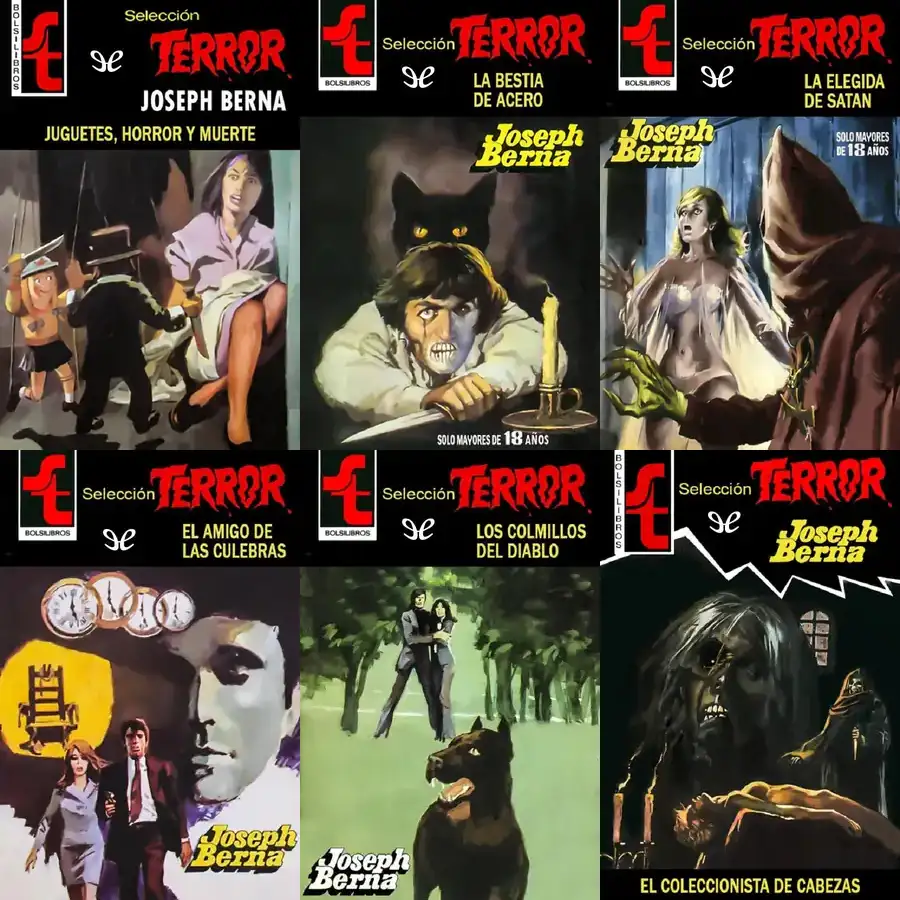 BOLSILIBROS
Selección
TERROR
JOSEPH BERNA
JUGUETES, HORROR Y MUERTE
BOLSILIBROS
Selección TERROR
LA BESTIA
DE ACERO
Joseph
Berna
SOLO MAYORES DE 18 AÑOS
BOLSILIBROS
Selección TERROR
LA ELEGIDA
DE SATAN
Joseph
Berna
SOLO MAYORES
DE 18 AÑOS
BOLSILIBROS
Selección TERROR
EL AMIGO DE
LAS CULEBRAS
Joseph
Berna
BOLSILIBROS
Selección TERROR
LOS COLMILLOS
DEL DIABLO
Joseph
Berna
BOLSILIBROS
Selección TERROR
Joseph
Berna
EL COLECCIONISTA DE CABEZAS